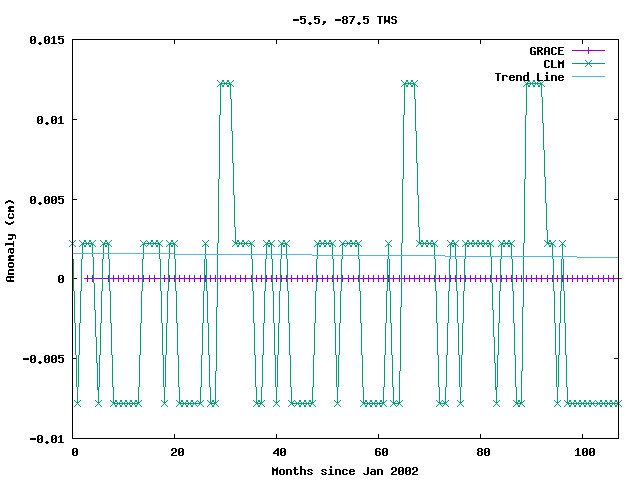 -5.5, -87.5 TWS
0.015
GRACE
CLM
Trend Line
0.01
0.005
Anomaly (cm)
0
-0.005
-0.01
0 20 40 60 80 100
Months since Jan 2002